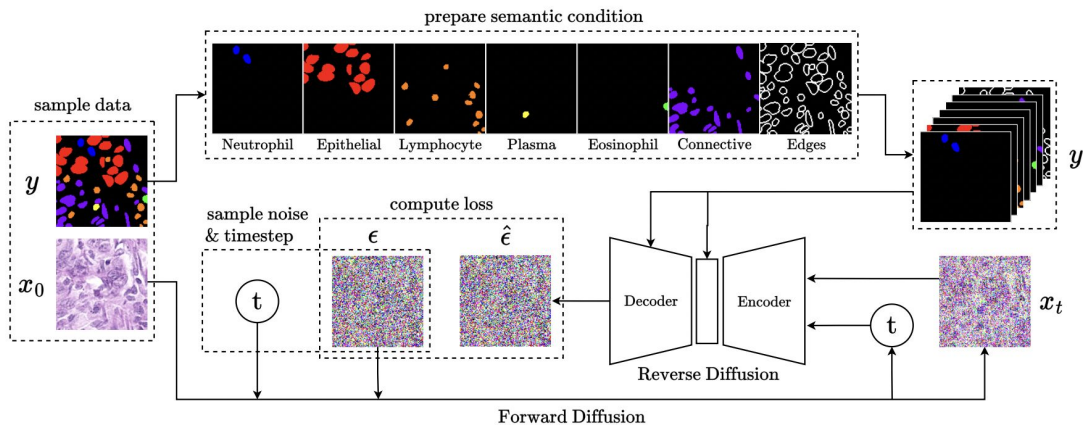 prepare semantic condition
sample data
Neutrophil Epithelial Lymphocyte Plasma Eosinophil Connective Edges
y
y
sample noise
& timestep
compute loss
ϵ
ϵ̂
x₀
t
Decoder
Encoder
t
xₜ
Reverse Diffusion
Forward Diffusion